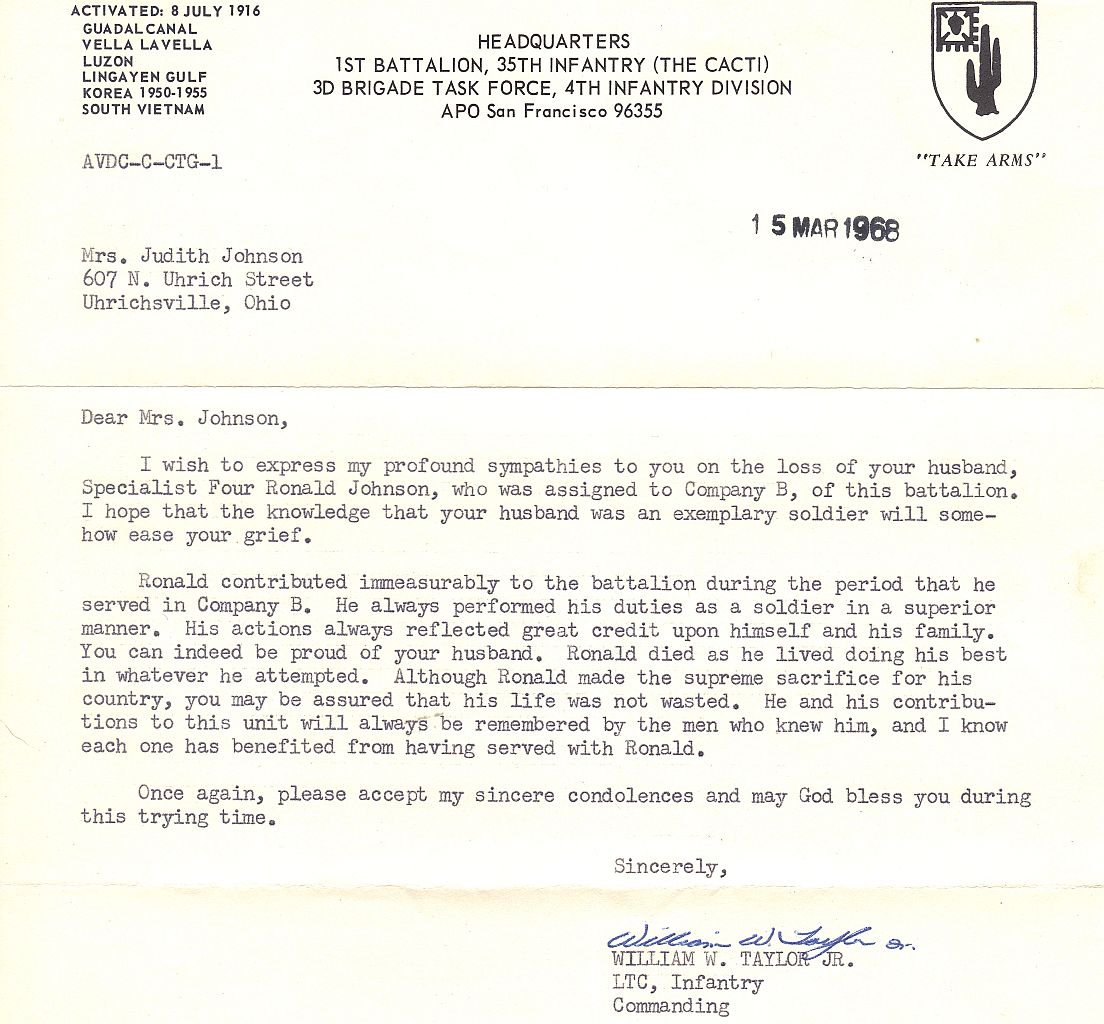 ACTIVATED: 8 JULY 1916
GUADALCANAL
VELLA LAVELLA
LUZON
LINGAYEN GULF
KOREA 1950-1955
SOUTH VIETNAM
HEADQUARTERS
1ST BATTALION, 35TH INFANTRY (THE CACTI)
3D BRIGADE TASK FORCE, 4TH INFANTRY DIVISION
APO San Francisco 96355
"TAKE ARMS"
AVDC-C-CTG-1
15 MAR 1968
Mrs. Judith Johnson
607 N. Uhrich Street
Uhrichsville, Ohio
Dear Mrs. Johnson,
I wish to express my profound sympathies to you on the loss of your husband,
Specialist Four Ronald Johnson, who was assigned to Company B, of this battalion.
I hope that the knowledge that your husband was an exemplary soldier will some-
how ease your grief.
Ronald contributed immeasurably to the battalion during the period that he
served in Company B. He always performed his duties as a soldier in a superior
manner. His actions always reflected great credit upon himself and his family.
You can indeed be proud of your husband. Ronald died as he lived doing his best
in whatever he attempted. Although Ronald made the supreme sacrifice for his
country, you may be assured that his life was not wasted. He and his contribu-
tions to this unit will always be remembered by the men who knew him, and I know
each one has benefited from having served with Ronald.
Once again, please accept my sincere condolences and may God bless you during
this trying time.
Sincerely,
William W. Taylor Jr.
WILLIAM W. TAYLOR JR.
LTC, Infantry
Commanding